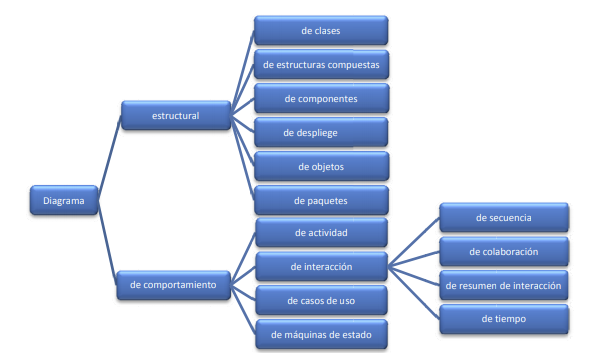 Diagrama
estructural
de clases
de estructuras compuestas
de componentes
de despliege
de objetos
de paquetes
de comportamiento
de actividad
de interacción
de secuencia
de colaboración
de resumen de interacción
de tiempo
de casos de uso
de máquinas de estado